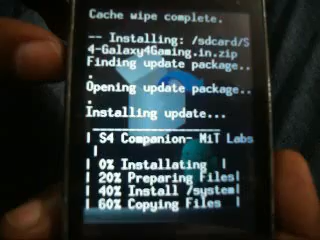 Cache wipe complete.
-- Installing: /sdcard/S
4-Galaxy4Gaming.in.zip
Finding update package..
.
Opening update package..
.
Installing update...
____________________
| S4 Companion- MiT Labs
|
| 0% Installating |
| 20% Preparing Files|
| 40% Install /system|
| 60% Copying Files |